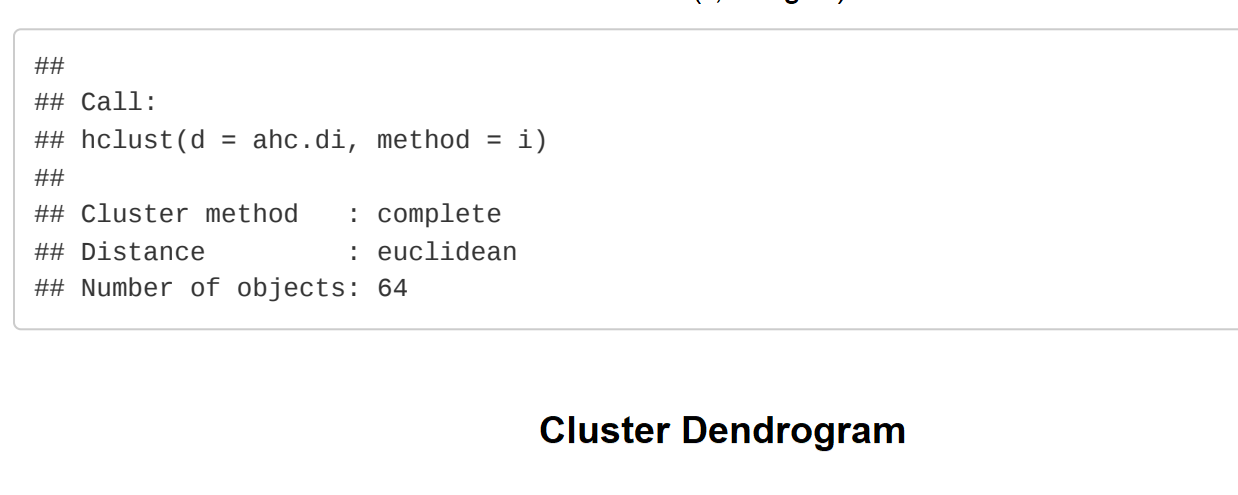 ##
## Call:
## hclust(d = ahc.di, method = i)
##
## Cluster method   : complete
## Distance         : euclidean
## Number of objects: 64
Cluster Dendrogram